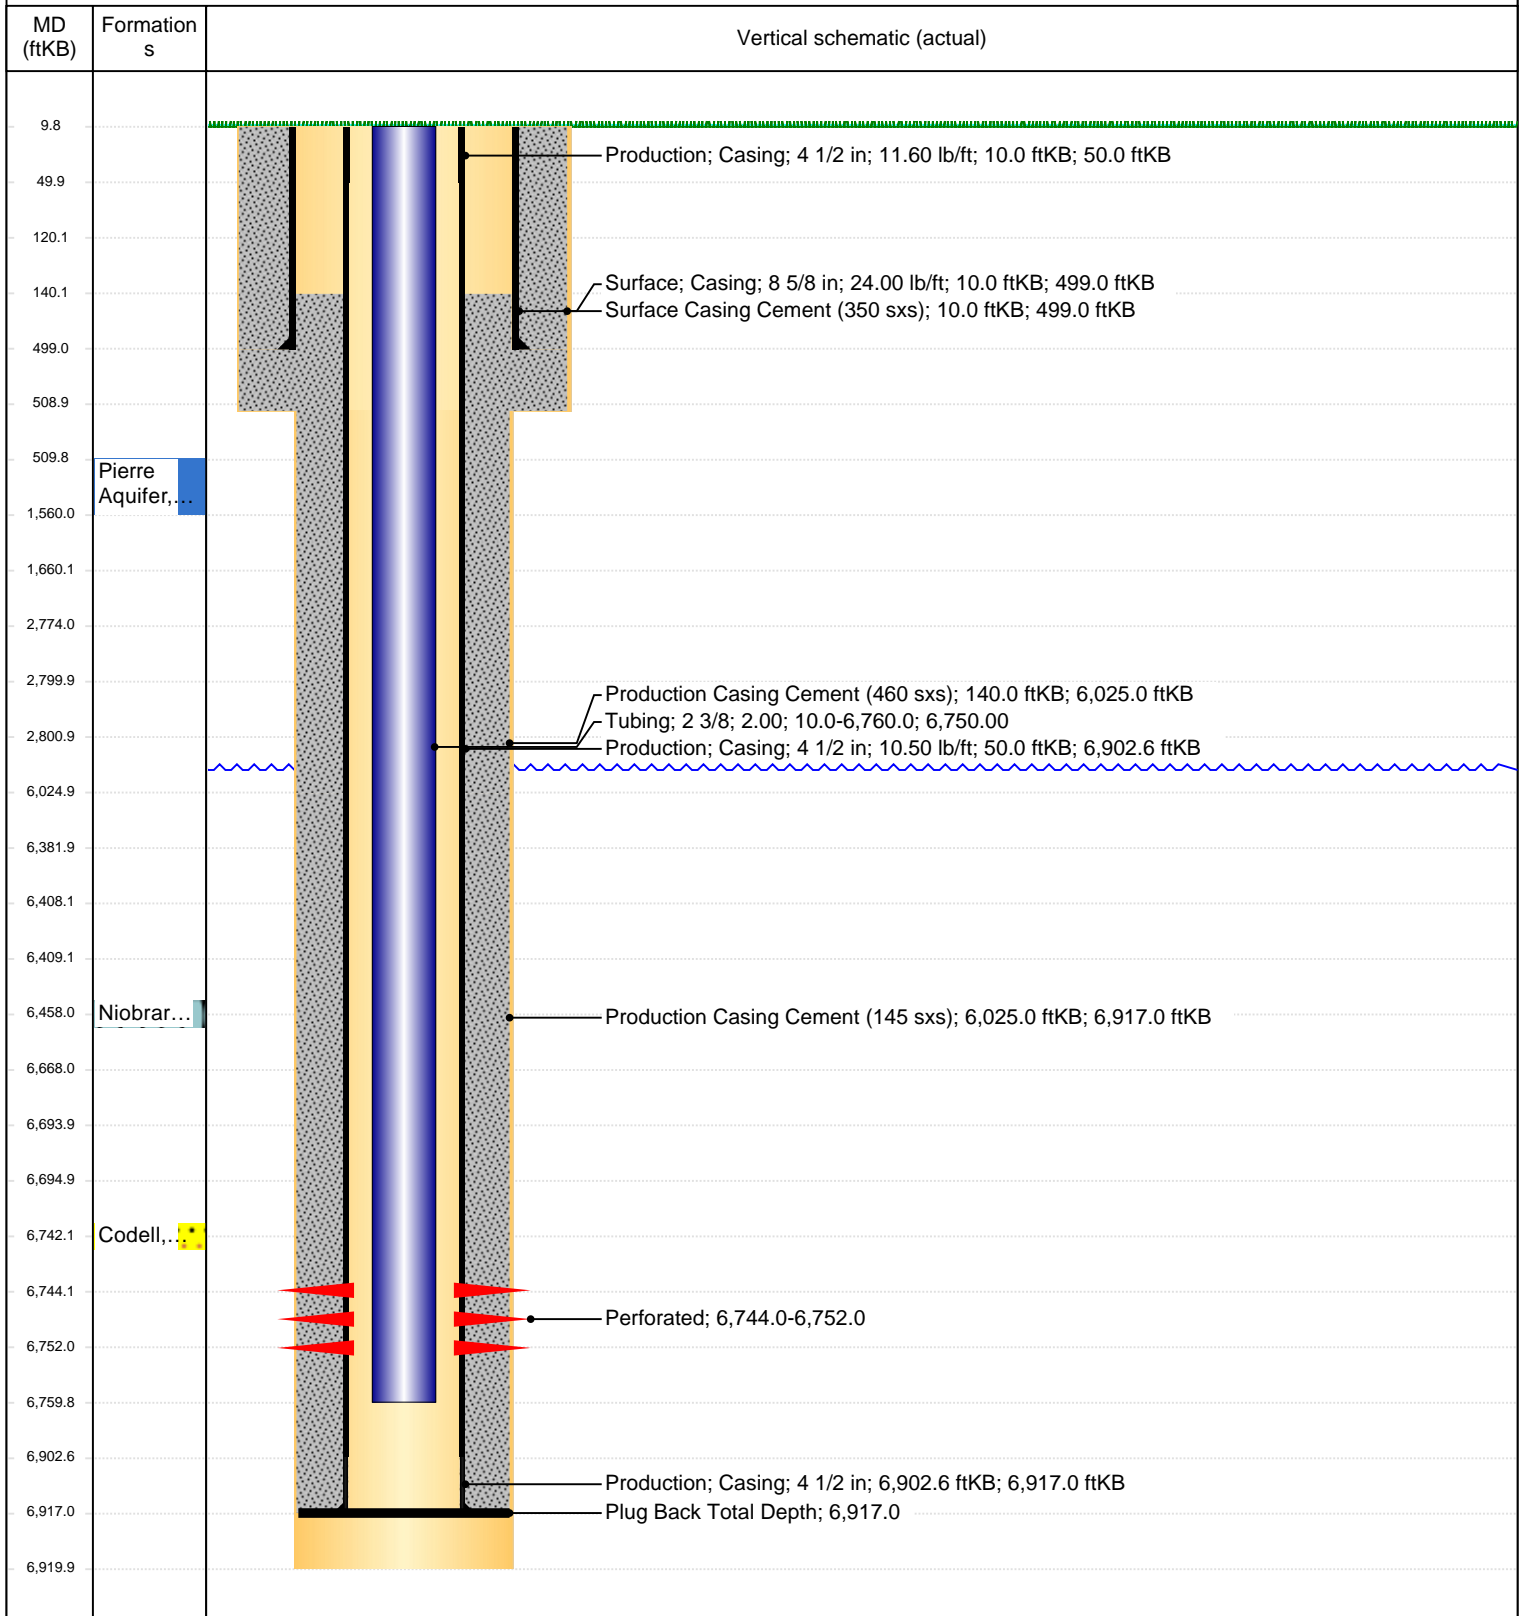 MD
(ftKB)
Formation
s
Vertical schematic (actual)
9.8
Production; Casing; 4 1/2 in; 11.60 lb/ft; 10.0 ftKB; 50.0 ftKB
49.9
120.1
Surface; Casing; 8 5/8 in; 24.00 lb/ft; 10.0 ftKB; 499.0 ftKB
140.1
Surface Casing Cement (350 sxs); 10.0 ftKB; 499.0 ftKB
499.0
508.9
509.8
Pierre
Aquifer,...
1,560.0
1,660.1
2,774.0
2,799.9
Production Casing Cement (460 sxs); 140.0 ftKB; 6,025.0 ftKB
Tubing; 2 3/8; 2.00; 10.0-6,760.0; 6,750.00
2,800.9
Production; Casing; 4 1/2 in; 10.50 lb/ft; 50.0 ftKB; 6,902.6 ftKB
6,024.9
6,381.9
6,408.1
6,409.1
6,458.0
Niobrar...
Production Casing Cement (145 sxs); 6,025.0 ftKB; 6,917.0 ftKB
6,668.0
6,693.9
6,694.9
6,742.1
Codell,...
6,744.1
Perforated; 6,744.0-6,752.0
6,752.0
6,759.8
6,902.6
Production; Casing; 4 1/2 in; 6,902.6 ftKB; 6,917.0 ftKB
6,917.0
Plug Back Total Depth; 6,917.0
6,919.9